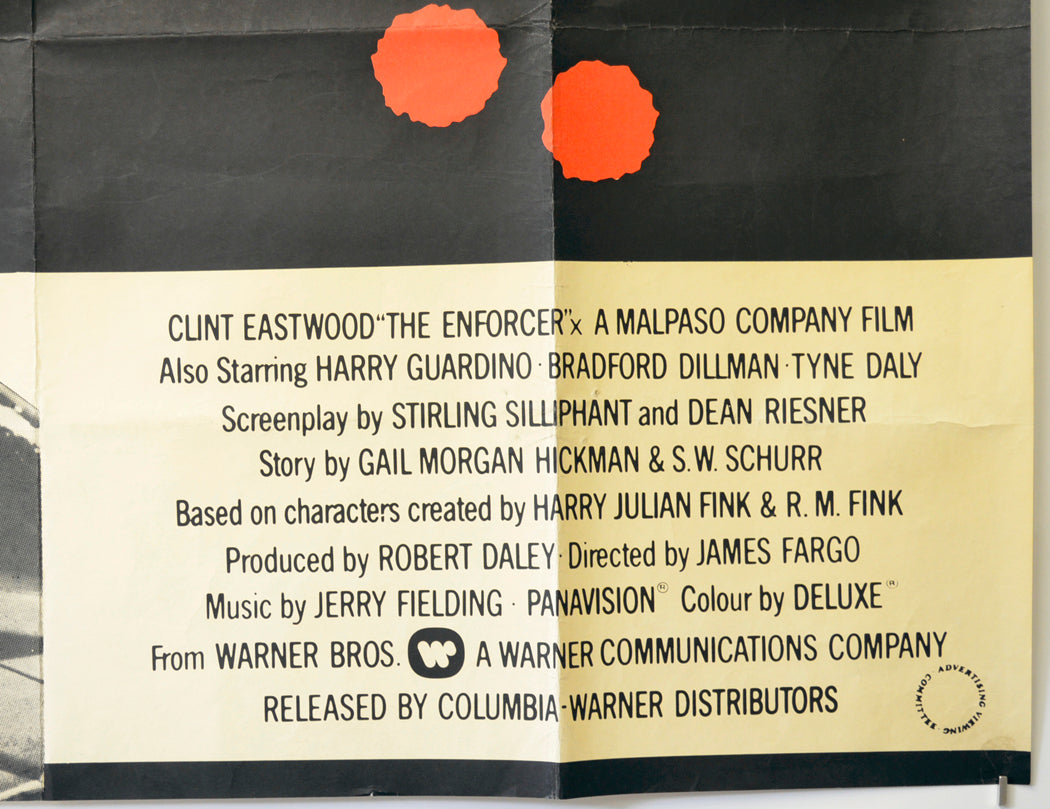 CLINT EASTWOOD "THE ENFORCER" x A MALPASO COMPANY FILM
Also Starring HARRY GUARDINO · BRADFORD DILLMAN · TYNE DALY
Screenplay by STIRLING SILLIPHANT and DEAN RIESNER
Story by GAIL MORGAN HICKMAN & S.W. SCHURR
Based on characters created by HARRY JULIAN FINK & R. M. FINK
Produced by ROBERT DALEY · Directed by JAMES FARGO
Music by JERRY FIELDING · PANAVISION® Colour by DELUXE®
From WARNER BROS. W A WARNER COMMUNICATIONS COMPANY
RELEASED BY COLUMBIA-WARNER DISTRIBUTORS
ADVERTISING VIEWING COMMITTEE